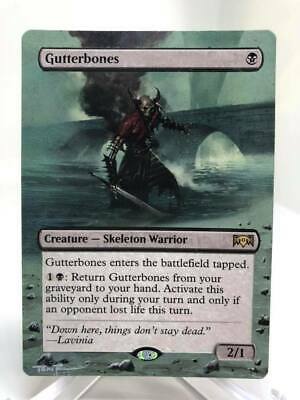 Gutterbones
Creature — Skeleton Warrior
Gutterbones enters the battlefield tapped.
1: Return Gutterbones from your
graveyard to your hand. Activate this
ability only during your turn and only if
an opponent lost life this turn.
"Down here, things don't stay dead."
—Lavinia
2/1